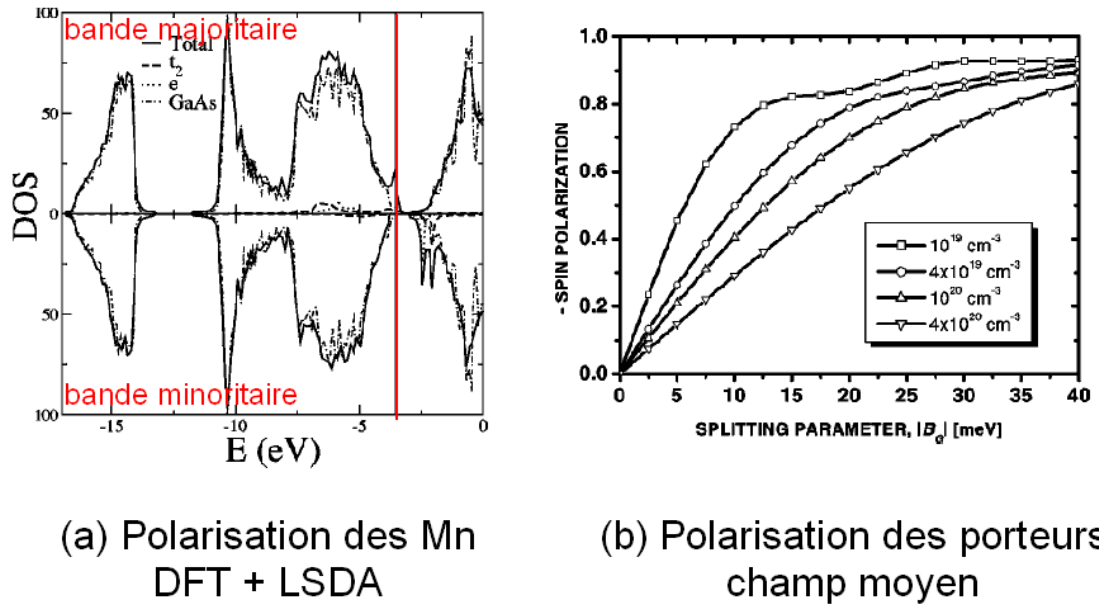 bande majoritaire
Total
t2
e
GaAs
100
50
0
50
100
DOS
bande minoritaire
-15
-10
-5
0
E (eV)
1.0
0.8
0.6
0.4
0.2
0.0
- SPIN POLARIZATION
10^19 cm^-3
4x10^19 cm^-3
10^20 cm^-3
4x10^20 cm^-3
0 5 10 15 20 25 30 35 40
SPLITTING PARAMETER, |B_G| [meV]
(a) Polarisation des Mn
DFT + LSDA
(b) Polarisation des porteurs
champ moyen